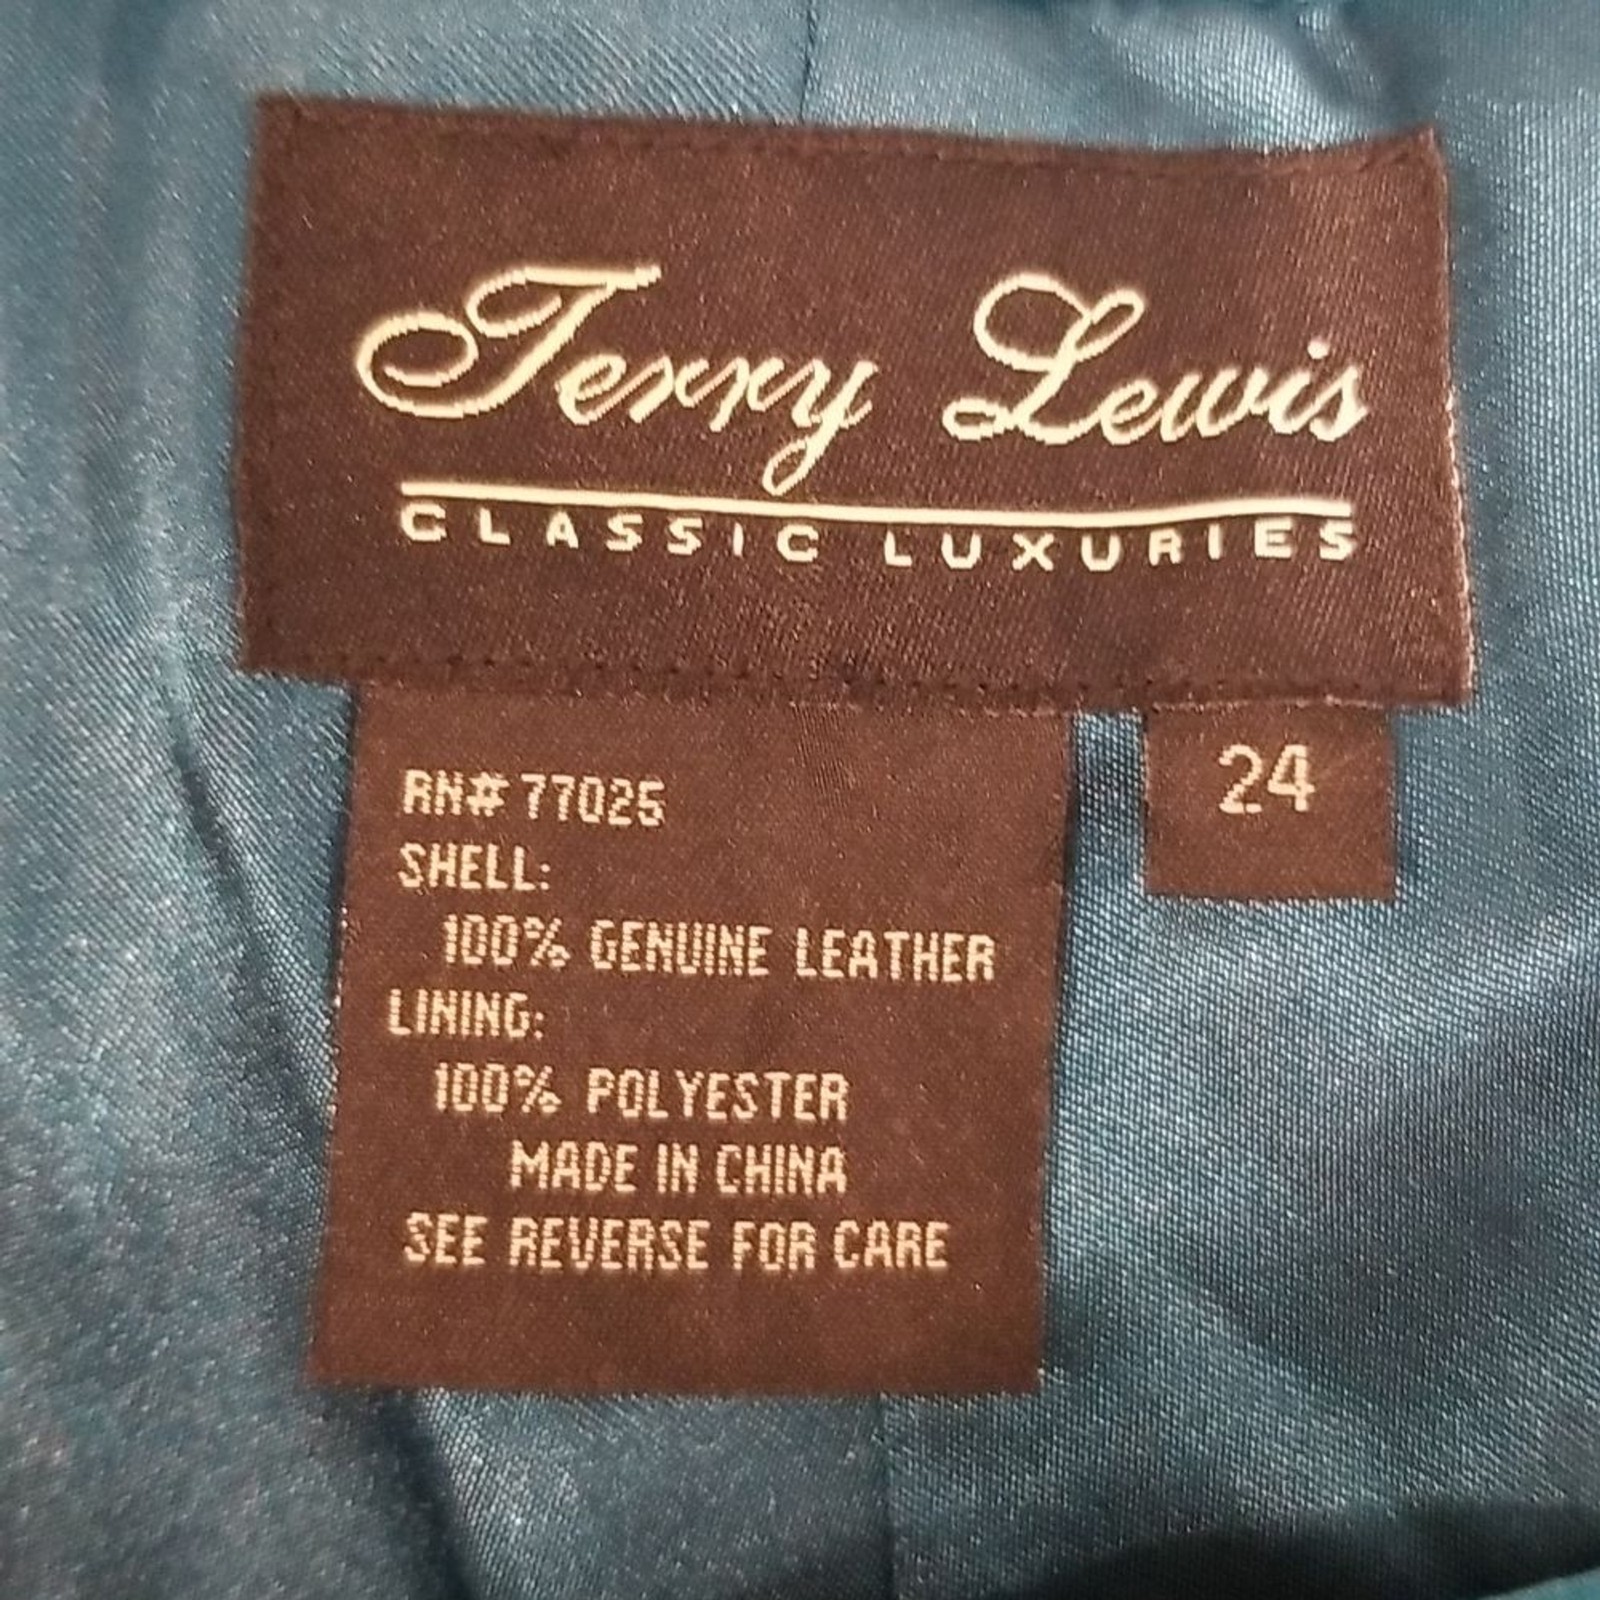 Terry Lewis
CLASSIC LUXURIES
24
RN# 77025
SHELL:
100% GENUINE LEATHER
LINING:
100% POLYESTER
MADE IN CHINA
SEE REVERSE FOR CARE